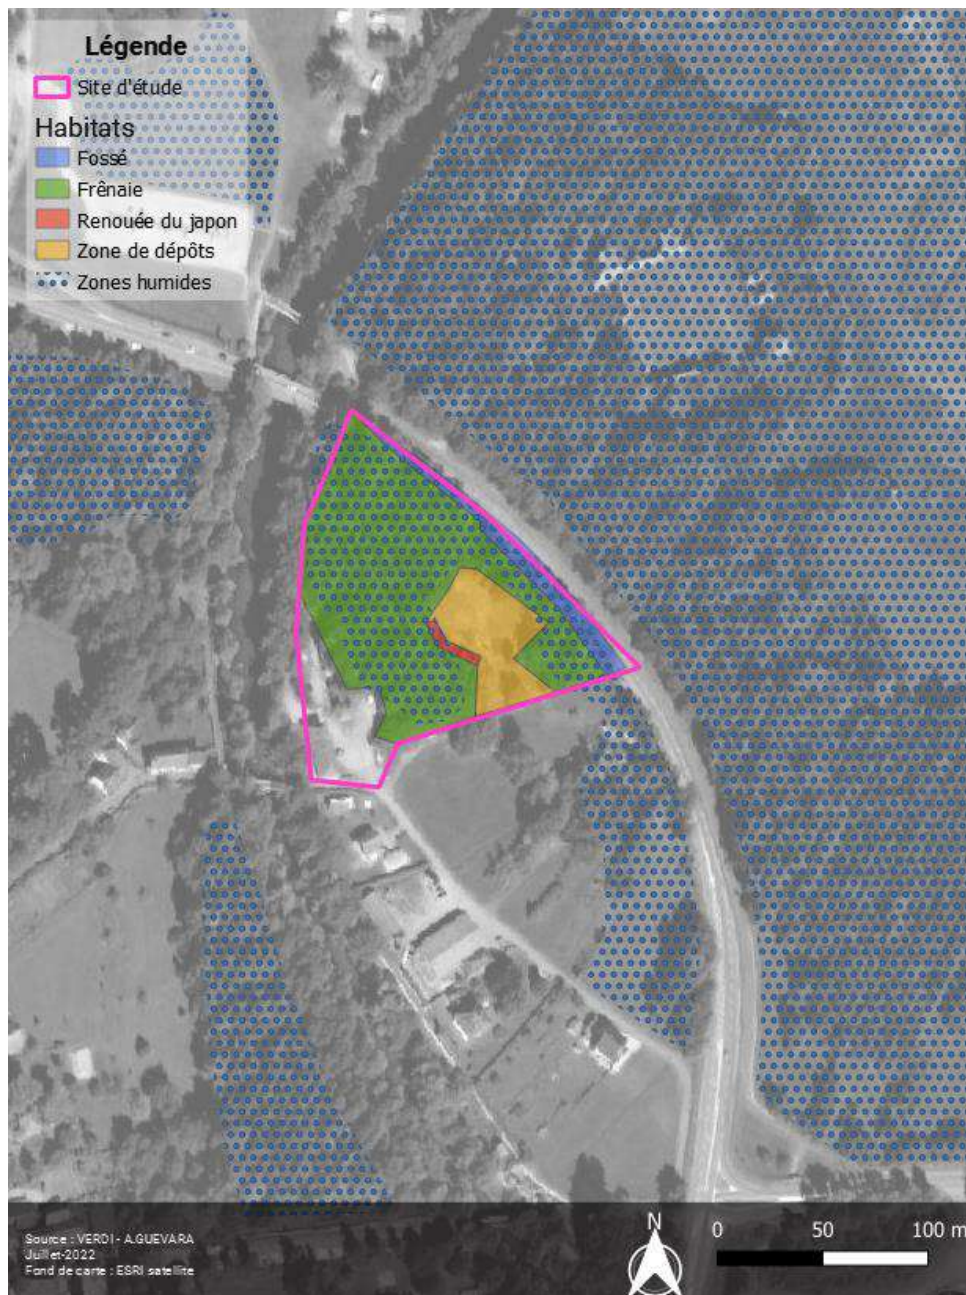 Légende
Site d'étude
Habitats
Fossé
Frênaie
Renouée du japon
Zone de dépôts
Zones humides
Source : VERDI - A.GUEVARA
Juillet-2022
Fond de carte : ESRI satellite
N
0 50 100 m